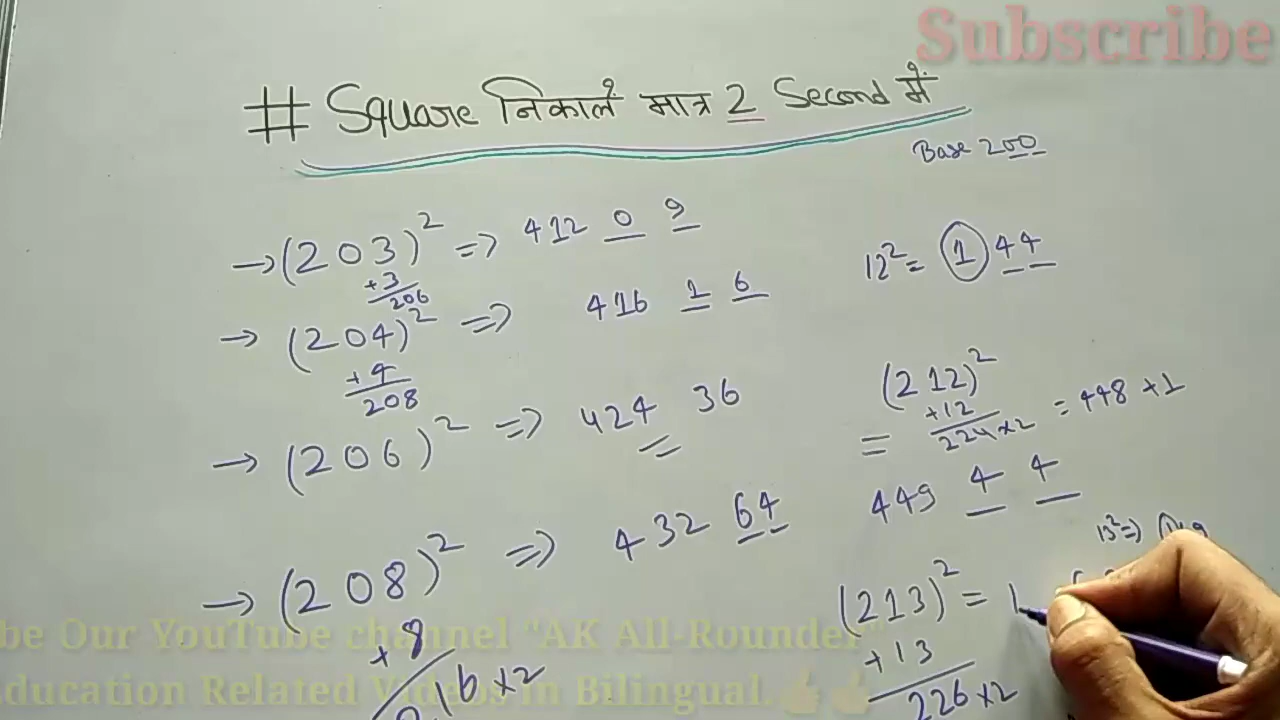 Subscribe
# Square निकालें मात्र 2 Second में
Base 200
→ (203)² => 412 0 9
+3
206
12² = 1 44
→ (204)² => 416 1 6
+4
208
(212)²
+12
= 224×2 = 448 +1
→ (206)² => 424 36
449 4 4
→ (208)² => 432 64
+8
216 ×2
13² =>
(213)² =
+13
226 ×2
be Our YouTube channel "AK All-Rounder"
Education Related Videos in Bilingual.👍👍